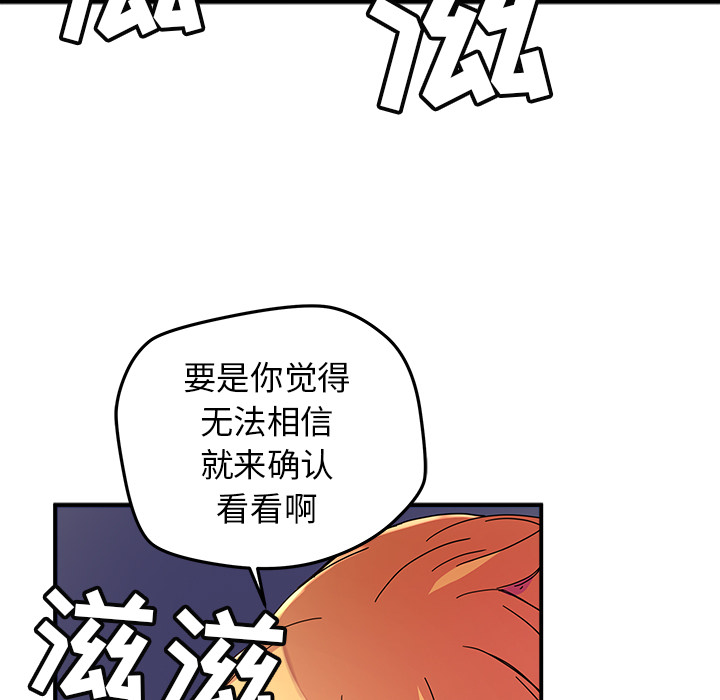 滋 滋
要是你觉得
无法相信
就来确认
看看啊
滋 滋